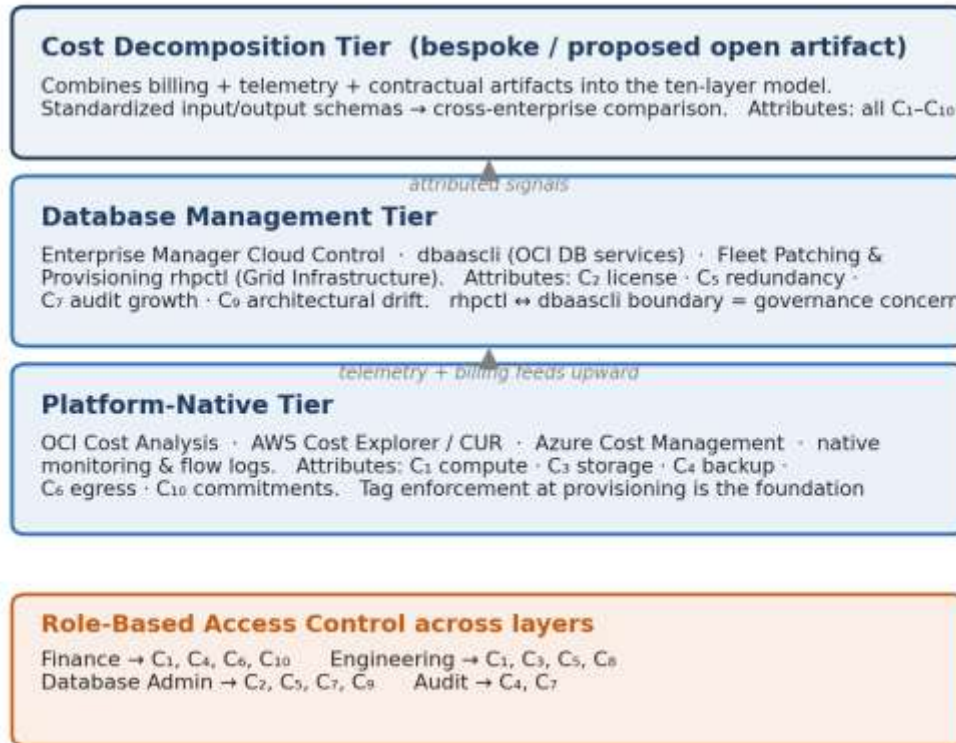 Cost Decomposition Tier (bespoke / proposed open artifact)
Combines billing + telemetry + contractual artifacts into the ten-layer model.
Standardized input/output schemas → cross-enterprise comparison. Attributes: all C₁–C₁₀
attributed signals
Database Management Tier
Enterprise Manager Cloud Control · dbaascli (OCI DB services) · Fleet Patching &
Provisioning rhpctl (Grid Infrastructure). Attributes: C₂ license · C₅ redundancy ·
C₇ audit growth · C₉ architectural drift. rhpctl ↔ dbaascli boundary = governance concern
telemetry + billing feeds upward
Platform-Native Tier
OCI Cost Analysis · AWS Cost Explorer / CUR · Azure Cost Management · native
monitoring & flow logs. Attributes: C₁ compute · C₃ storage · C₄ backup ·
C₆ egress · C₁₀ commitments. Tag enforcement at provisioning is the foundation
Role-Based Access Control across layers
Finance → C₁, C₄, C₆, C₁₀ Engineering → C₁, C₃, C₅, C₈
Database Admin → C₂, C₅, C₇, C₉ Audit → C₄, C₇